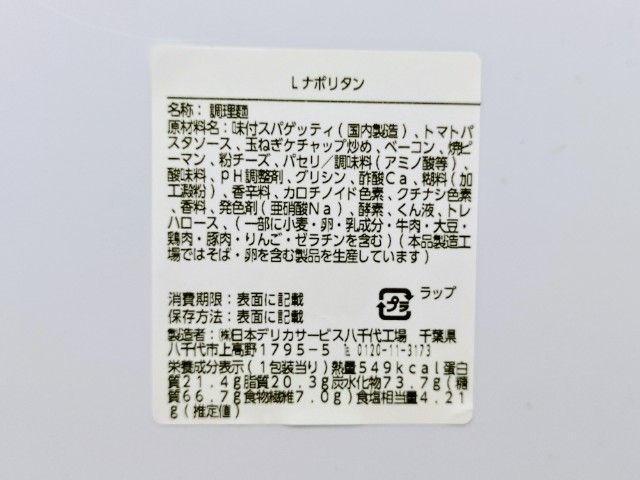 Lナポリタン
名称：調理麺
原材料名：味付スパゲッティ(国内製造)、トマトパ
スタソース、玉ねぎケチャップ炒め、ベーコン、焼ピ
ーマン、粉チーズ、パセリ／調味料(アミノ酸等)、
酸味料、pH調整剤、グリシン、酢酸Ca、糊料(加
工澱粉)、香辛料、カロチノイド色素、クチナシ色素
、香料、発色剤(亜硝酸Na)、酵素、くん液、トレ
ハロース、(一部に小麦・卵・乳成分・牛肉・大豆・
鶏肉・豚肉・りんご・ゼラチンを含む)(本品製造工
場ではそば・卵を含む製品を生産しています)
消費期限：表面に記載
保存方法：表面に記載
プラ
ラップ
製造者：㈱日本デリカサービス八千代工場 千葉県
八千代市上高野1795-5 ℡0120-11-3173
栄養成分表示(1包装当り)熱量549kcal蛋白
質21.4g脂質20.3g炭水化物73.7g(糖
質66.7g食物繊維7.0g)食塩相当量4.21
g(推定値)